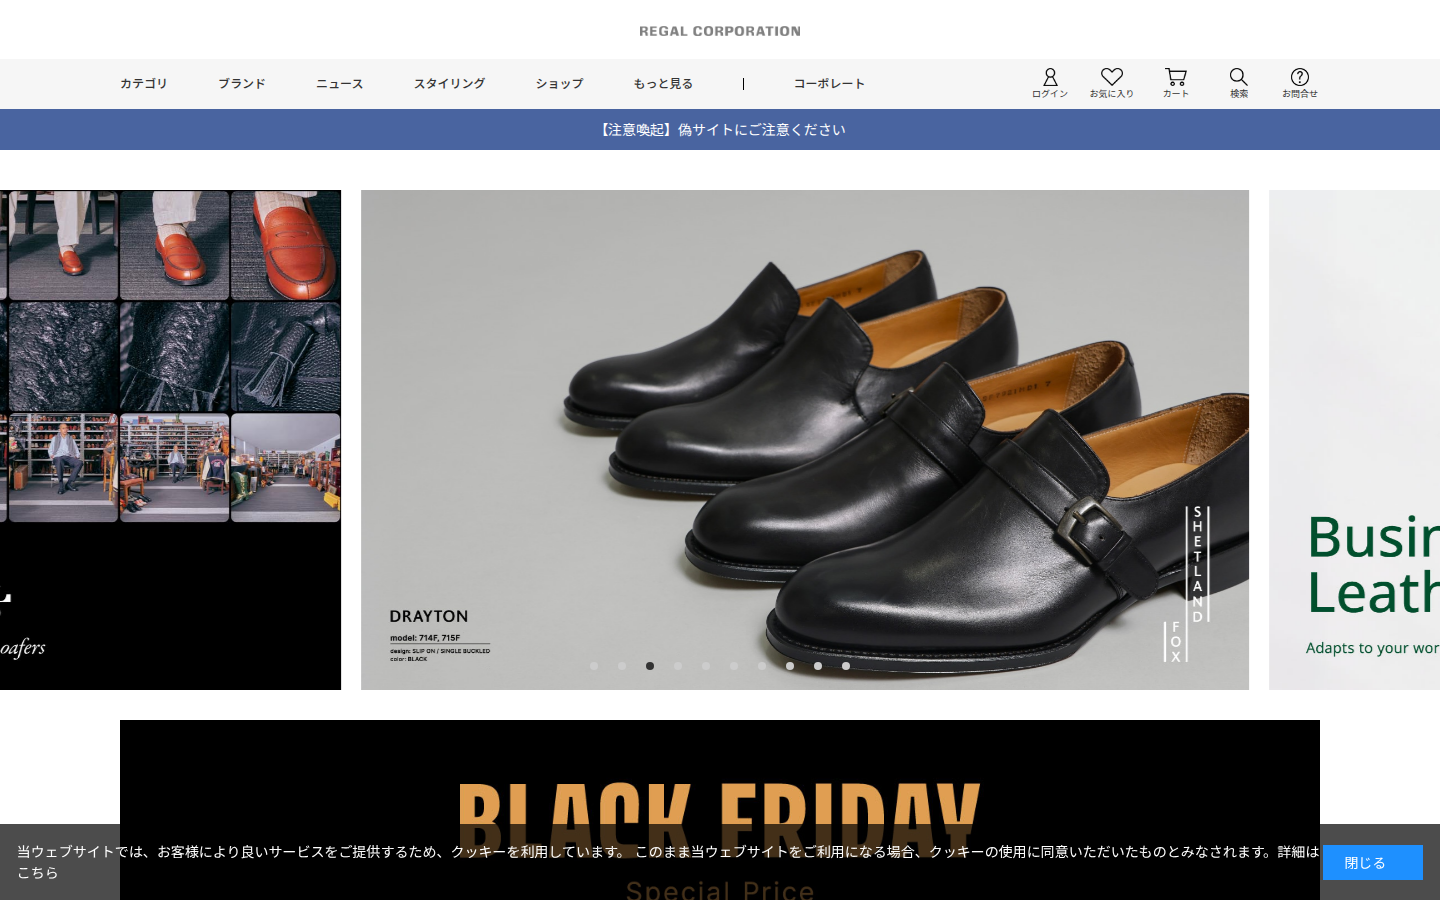 REGAL CORPORATION
カテゴリ ブランド ニュース スタイリング ショップ もっと見る | コーポレート
ログイン お気に入り カート 検索 お問合せ
【注意喚起】偽サイトにご注意ください
oafers
DRAYTON
model: 714F, 715F
design: SLIP ON / SINGLE BUCKLED
color: BLACK
SHETLAND
FOX
Busin
Leath
Adapts to your wor
BLACK FRIDAY
Special Price
当ウェブサイトでは、お客様により良いサービスをご提供するため、クッキーを利用しています。 このまま当ウェブサイトをご利用になる場合、クッキーの使用に同意いただいたものとみなされます。詳細は
こちら
閉じる